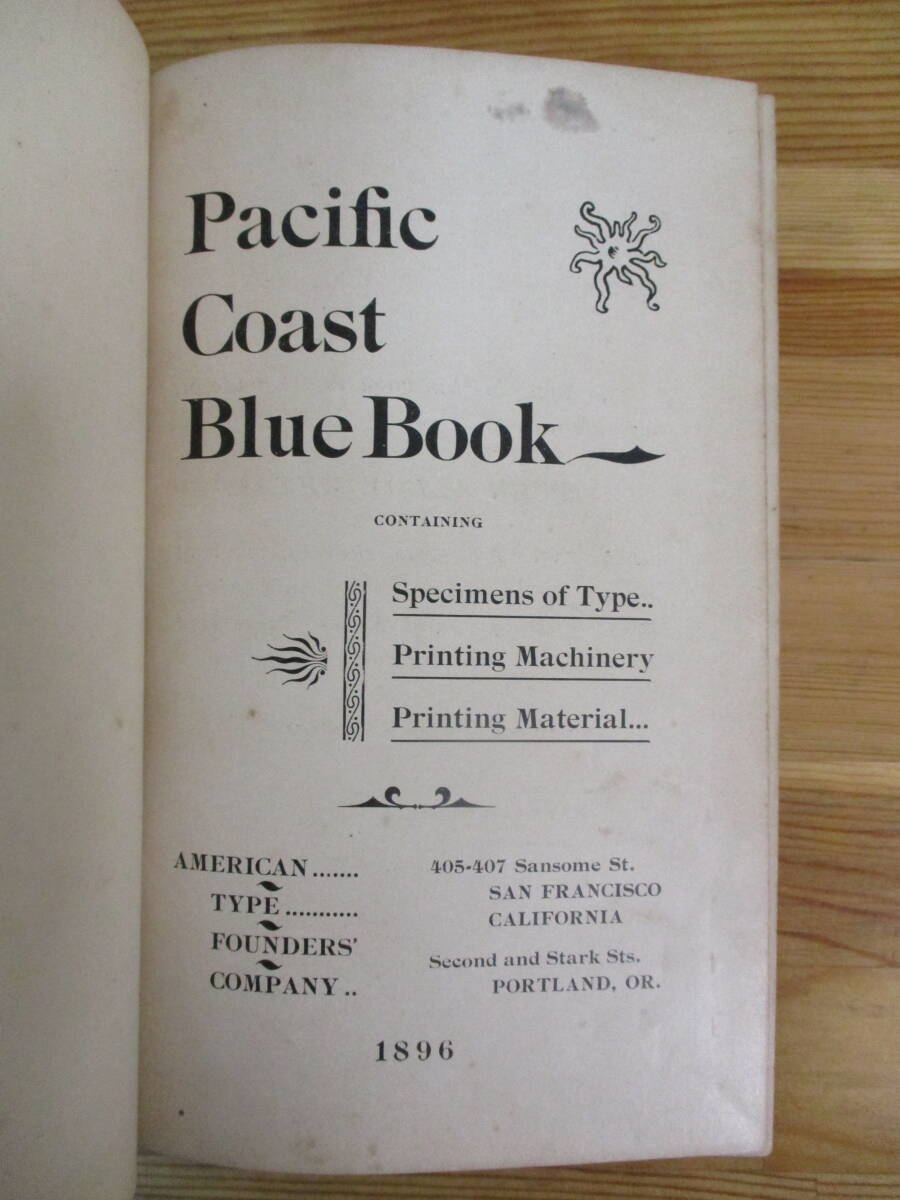 Pacific
Coast
Blue Book
CONTAINING
Specimens of Type..
Printing Machinery
Printing Material...
AMERICAN.......
TYPE...........
FOUNDERS'
COMPANY..
405-407 Sansome St.
SAN FRANCISCO
CALIFORNIA
Second and Stark Sts.
PORTLAND, OR.
1896